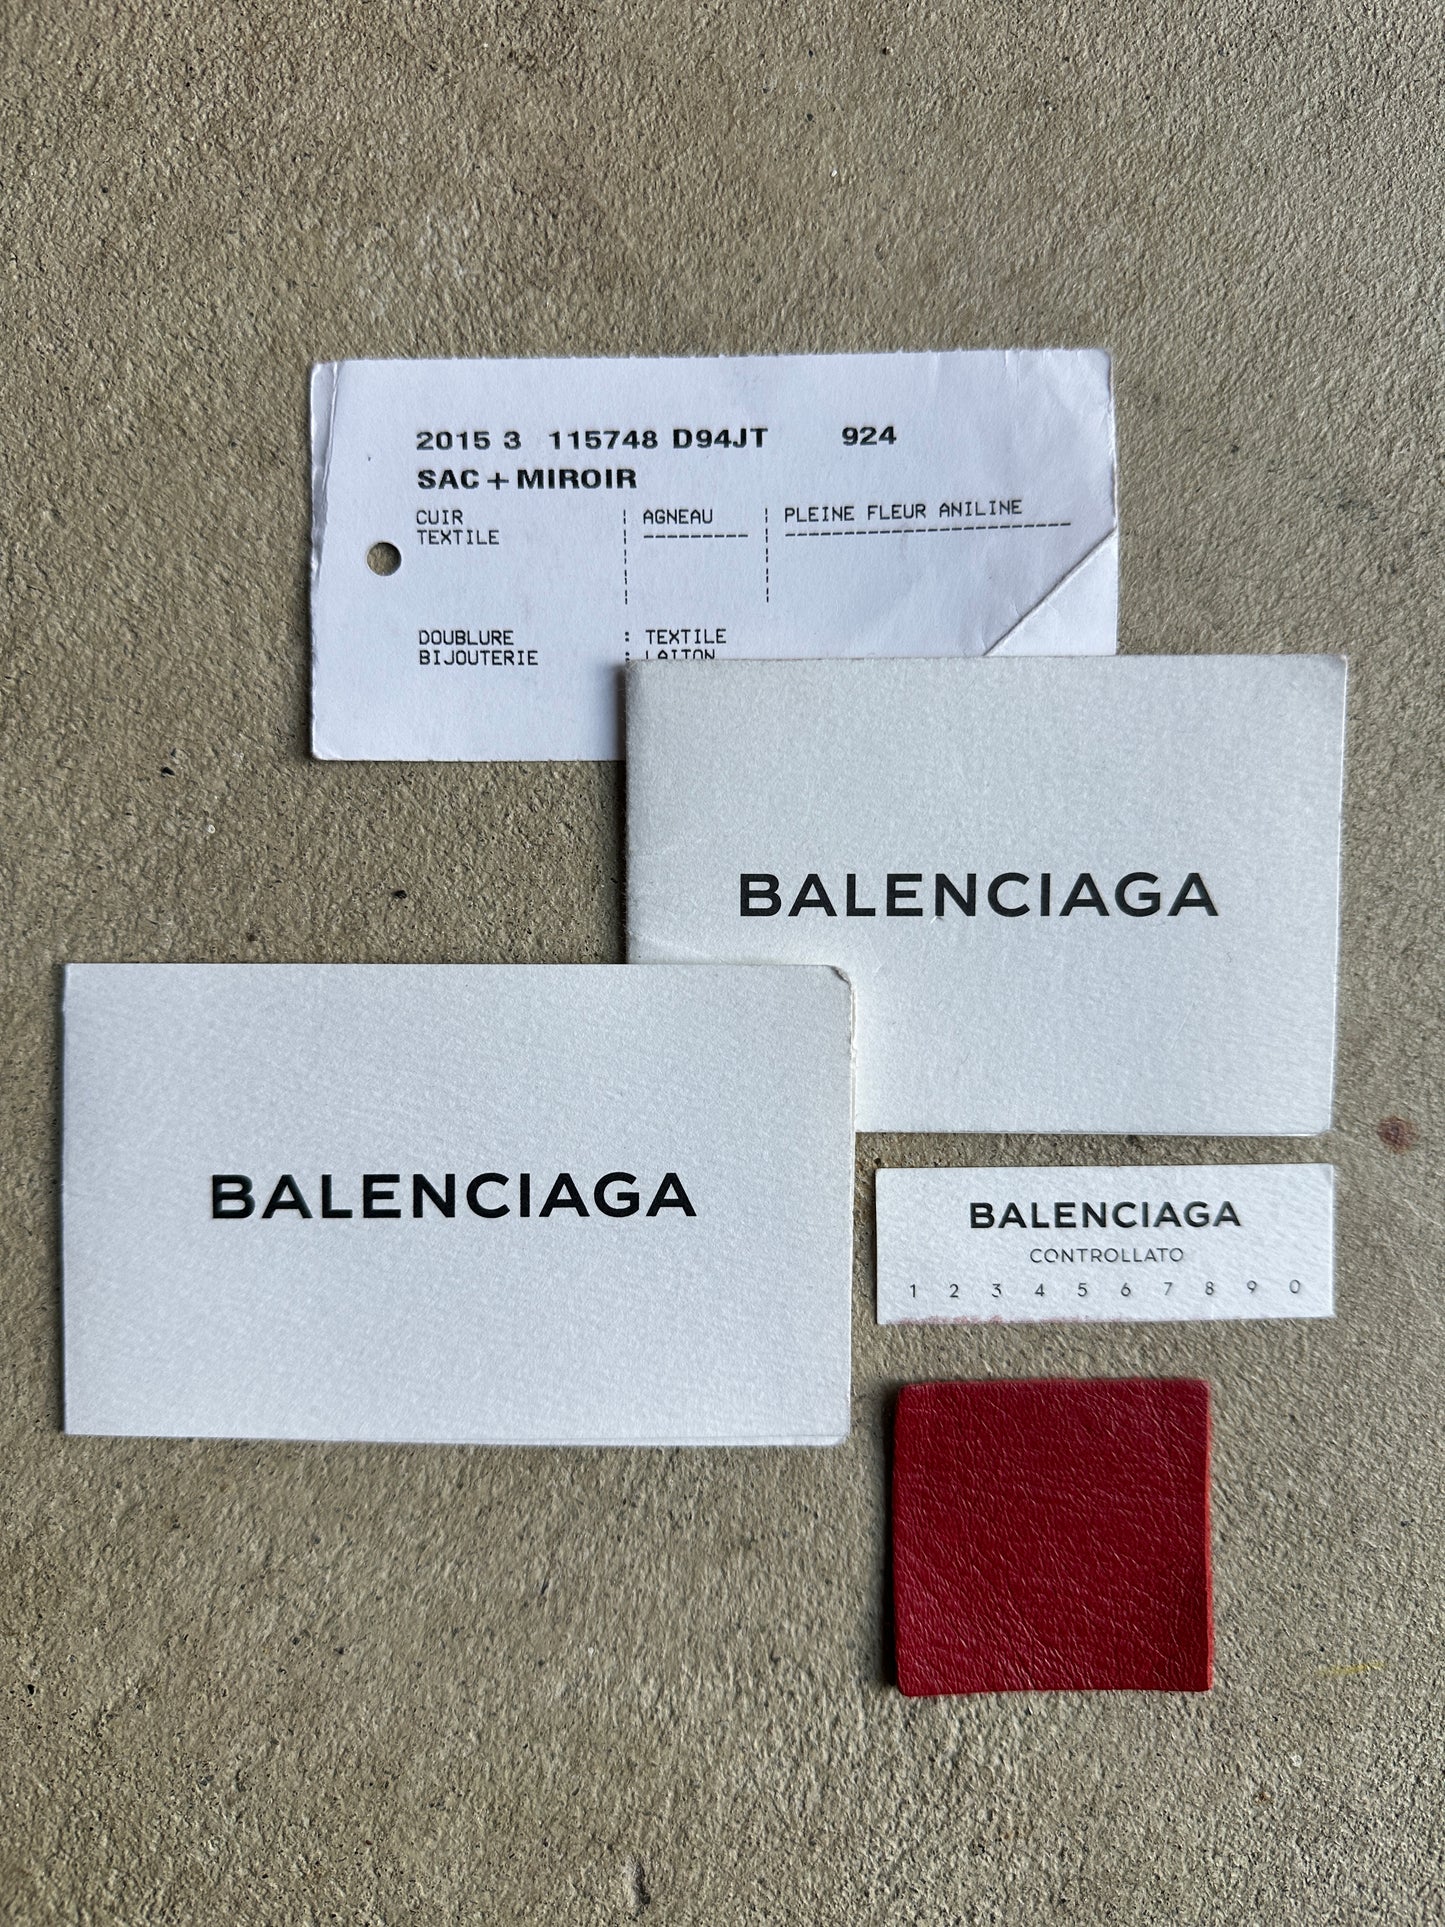 2015 3 115748 D94JT 924
SAC + MIROIR
CUIR AGNEAU PLEINE FLEUR ANILINE
TEXTILE
DOUBLURE : TEXTILE
BIJOUTERIE : LAITON
BALENCIAGA
BALENCIAGA
BALENCIAGA
CONTROLLATO
1 2 3 4 5 6 7 8 9 0